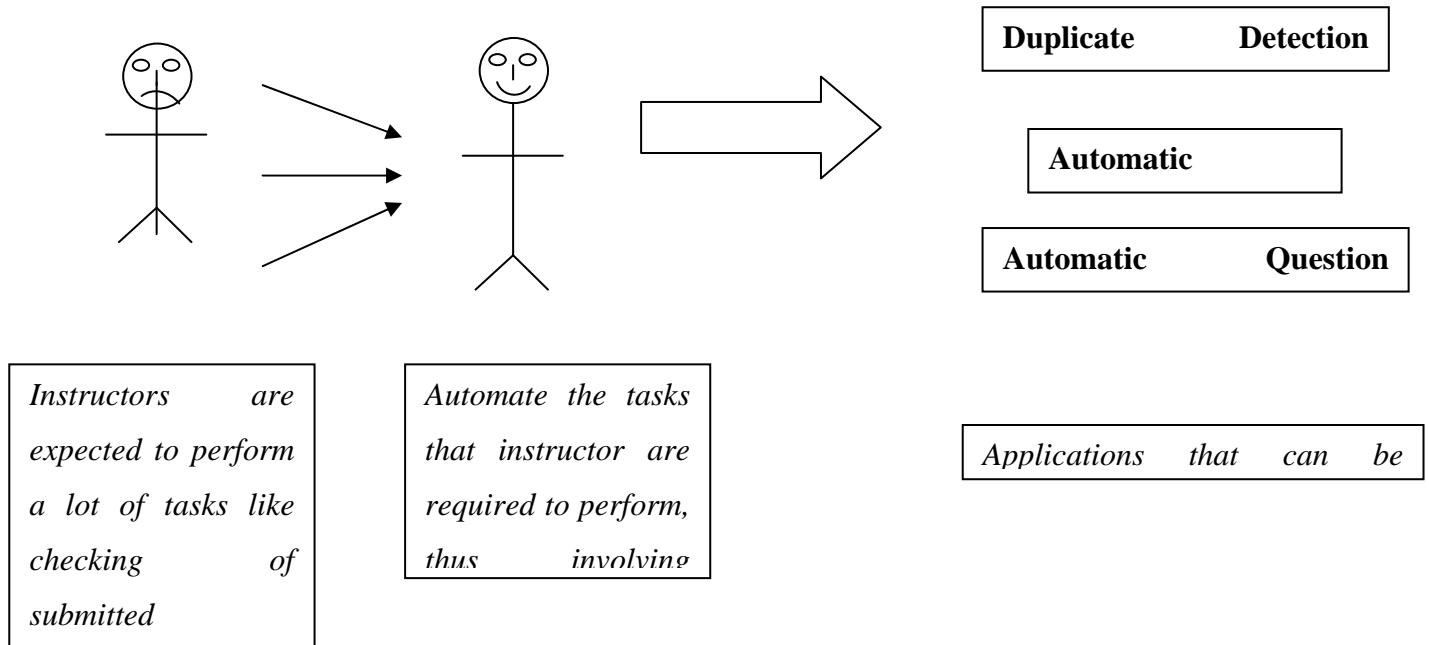 Duplicate Detection
Automatic
Automatic Question
Instructors are
expected to perform
a lot of tasks like
checking of
submitted
Automate the tasks
that instructor are
required to perform,
thus involving
Applications that can be